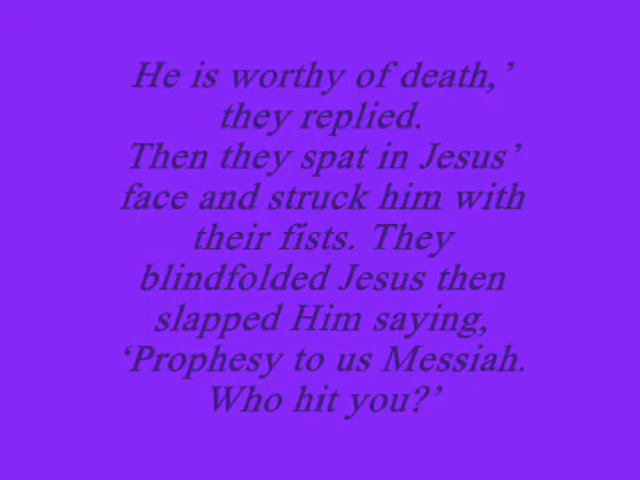 He is worthy of death,’
they replied.
Then they spat in Jesus’
face and struck him with
their fists. They
blindfolded Jesus then
slapped Him saying,
‘Prophesy to us Messiah.
Who hit you?’